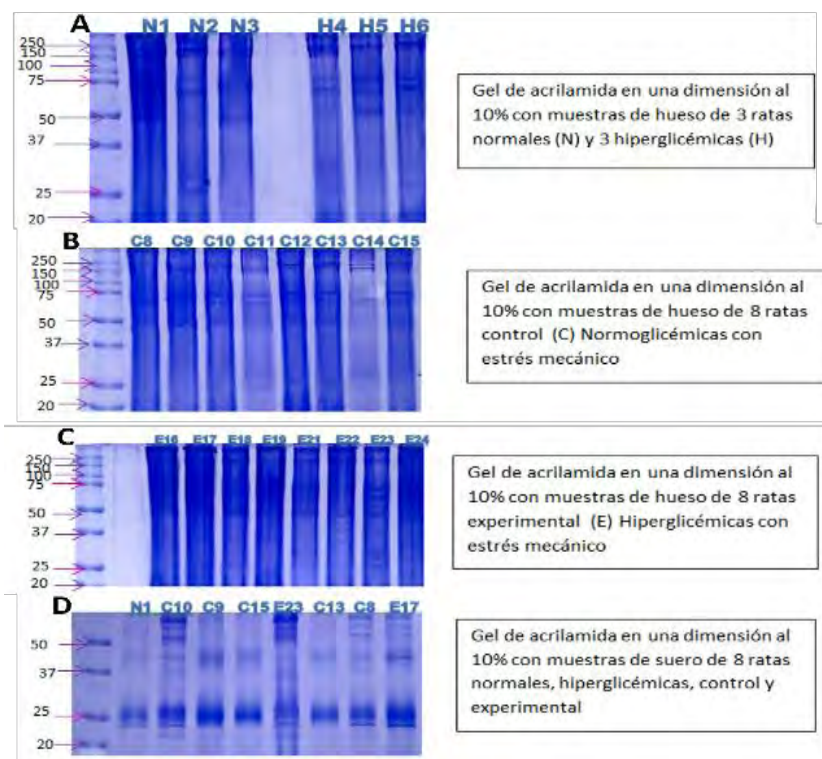 A
N1 N2 N3 H4 H5 H6
250
150
100
75
50
37
25
20
Gel de acrilamida en una dimensión al
10% con muestras de hueso de 3 ratas
normales (N) y 3 hiperglicémicas (H)
B
C8 C9 C10 C11 C12 C13 C14 C15
250
150
100
75
50
37
25
20
Gel de acrilamida en una dimensión al
10% con muestras de hueso de 8 ratas
control (C) Normoglicémicas con
estrés mecánico
C
E16 E17 E18 E19 E21 E22 E23 E24
250
150
100
75
50
37
25
20
Gel de acrilamida en una dimensión al
10% con muestras de hueso de 8 ratas
experimental (E) Hiperglicémicas con
estrés mecánico
D
N1 C10 C9 C15 E23 C13 C8 E17
50
37
25
20
Gel de acrilamida en una dimensión al
10% con muestras de suero de 8 ratas
normales, hiperglicémicas, control y
experimental